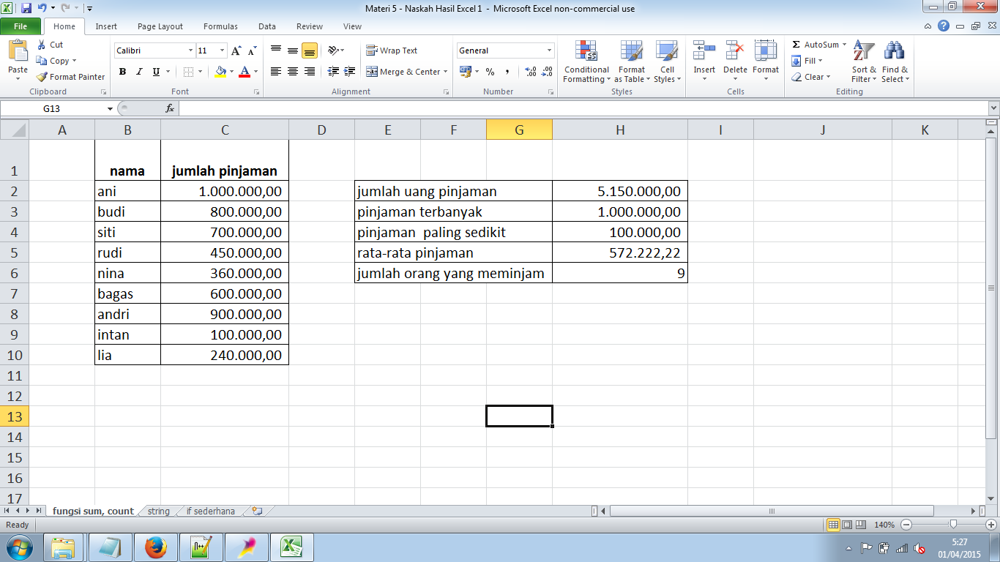 Materi 5 - Naskah Hasil Excel 1 - Microsoft Excel non-commercial use
File Home Insert Page Layout Formulas Data Review View
Paste Cut Copy Format Painter Clipboard
Calibri 11 A A B I U A Font
Wrap Text Merge & Center Alignment
General % , Number
Conditional Formatting Format as Table Cell Styles Styles
Insert Delete Format Cells
Σ AutoSum Fill Clear Sort & Filter Find & Select Editing
G13 fx
A B C D E F G H I J K
1 nama jumlah pinjaman
2 ani 1.000.000,00 jumlah uang pinjaman 5.150.000,00
3 budi 800.000,00 pinjaman terbanyak 1.000.000,00
4 siti 700.000,00 pinjaman  paling sedikit 100.000,00
5 rudi 450.000,00 rata-rata pinjaman 572.222,22
6 nina 360.000,00 jumlah orang yang meminjam 9
7 bagas 600.000,00
8 andri 900.000,00
9 intan 100.000,00
10 lia 240.000,00
11
12
13
14
15
16
17
fungsi sum, count string if sederhana
Ready 140%
5:27
01/04/2015